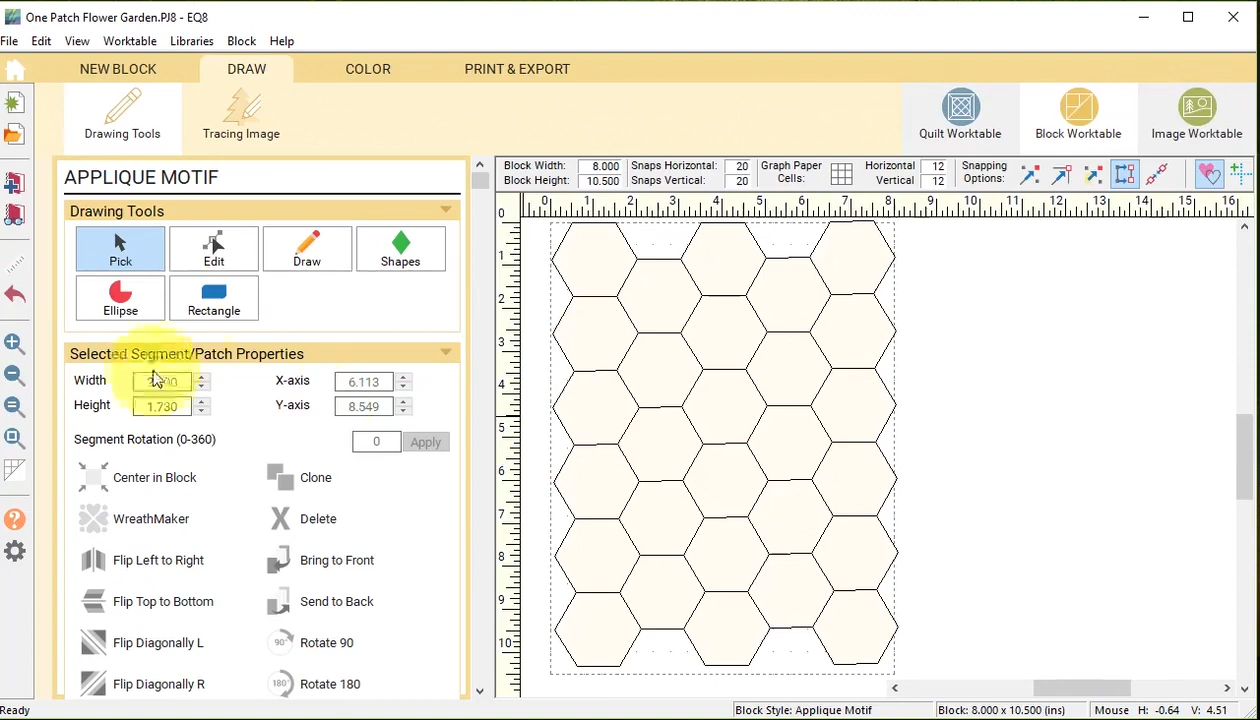 One Patch Flower Garden.PJ8 - EQ8
File Edit View Worktable Libraries Block Help
NEW BLOCK DRAW COLOR PRINT & EXPORT
Drawing Tools Tracing Image Quilt Worktable Block Worktable Image Worktable
Block Width: 8.000 Snaps Horizontal: 20 Graph Paper Horizontal 12 Snapping
Block Height: 10.500 Snaps Vertical: 20 Cells: Vertical 12 Options:
APPLIQUE MOTIF
Drawing Tools
Pick Edit Draw Shapes
Ellipse Rectangle
Selected Segment/Patch Properties
Width X-axis 6.113
Height 1.730 Y-axis 8.549
Segment Rotation (0-360) 0 Apply
Center in Block Clone
WreathMaker Delete
Flip Left to Right Bring to Front
Flip Top to Bottom Send to Back
Flip Diagonally L 90° Rotate 90
Flip Diagonally R 180° Rotate 180
0 0 1 2 3 4 5 6 7 8 9 10 11 12 13 14 15 16
1
2
3
4
5
6
7
8
9
10
Ready Block Style: Applique Motif Block: 8.000 x 10.500 (ins) Mouse H: -0.64 V: 4.51